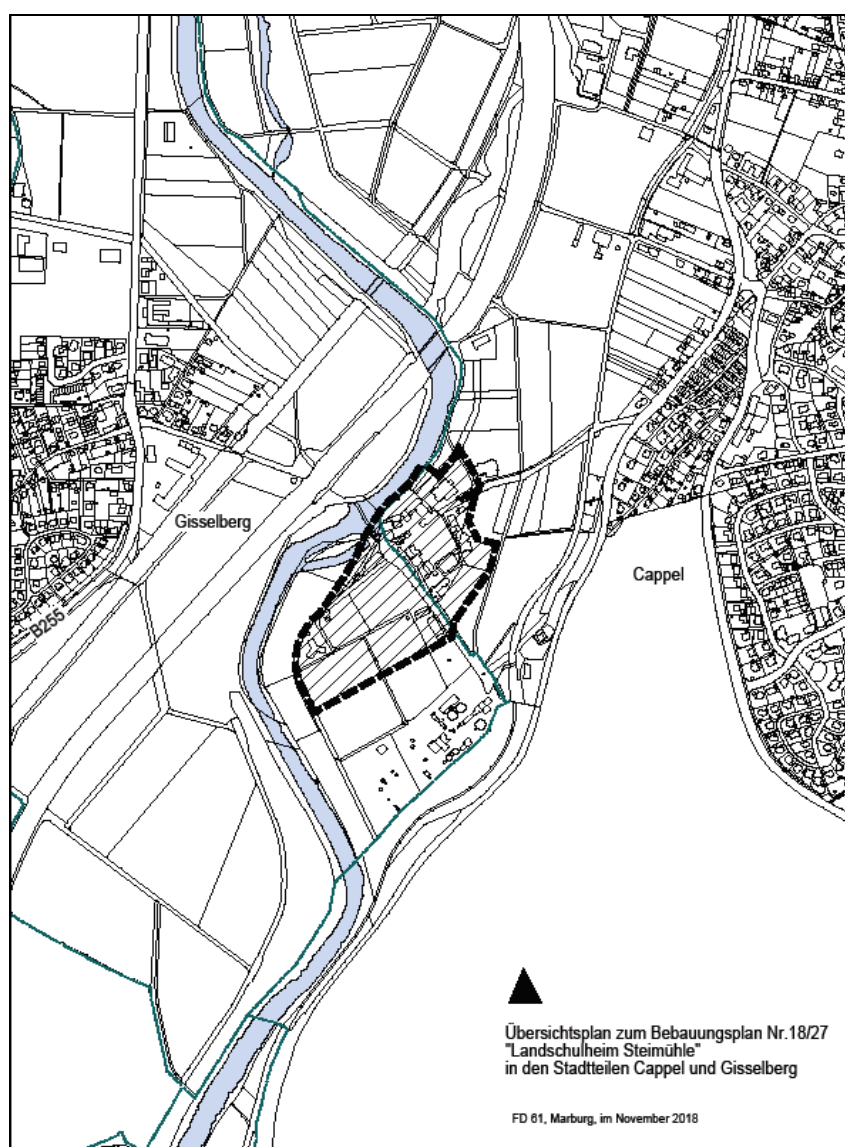 Gisselberg
Cappel
B255
Übersichtsplan zum Bebauungsplan Nr.18/27
"Landschulheim Steimühle"
in den Stadtteilen Cappel und Gisselberg
FD 61, Marburg, im November 2018